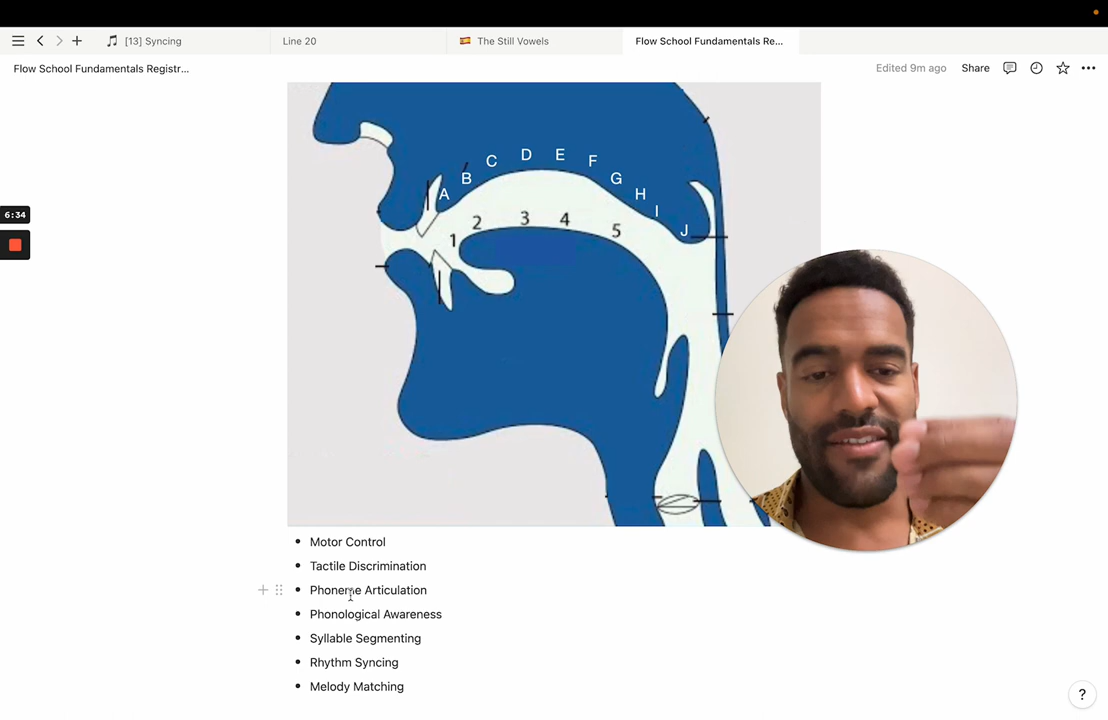 [13] Syncing
Line 20
The Still Vowels
Flow School Fundamentals Re...
Flow School Fundamentals Registr...
Edited 9m ago
Share
6:34
A B C D E F G H I J
1 2 3 4 5
Motor Control
Tactile Discrimination
Phoneme Articulation
Phonological Awareness
Syllable Segmenting
Rhythm Syncing
Melody Matching
?